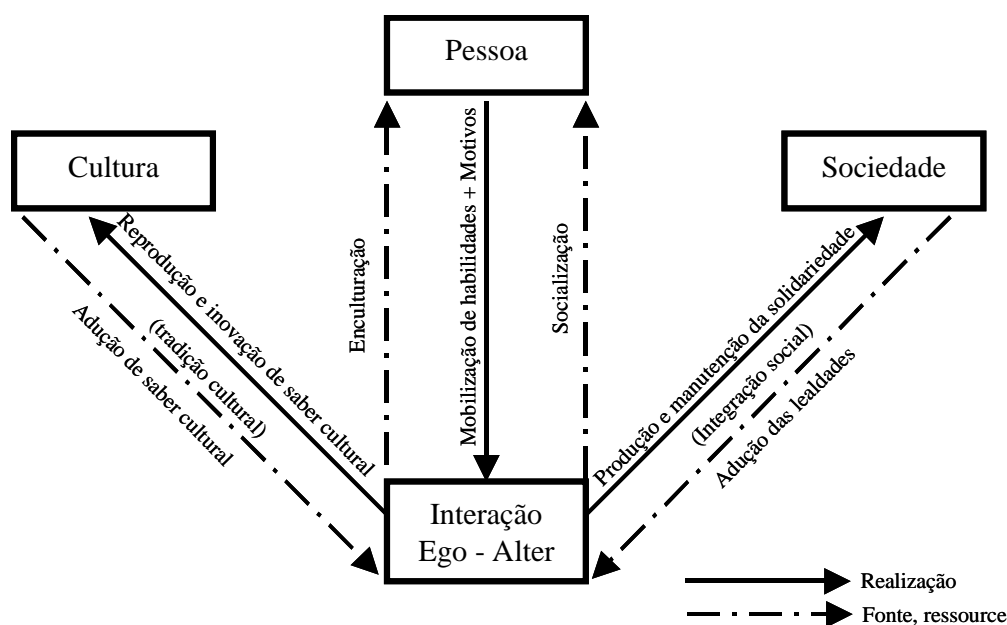 Pessoa
Cultura
Sociedade
Reprodução e inovação de saber cultural
(tradição cultural)
Adução de saber cultural
Enculturação
Mobilização de habilidades + Motivos
Socialização
Produção e manutenção da solidariedade
(Integração social)
Adução das lealdades
Interação
Ego - Alter
Realização
Fonte, ressource